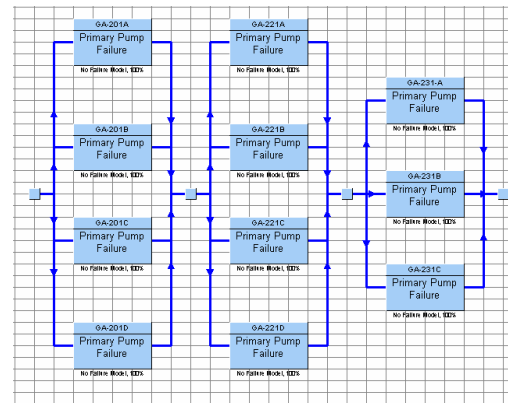 GA-201A
Primary Pump
Failure
No Failure Model, 100%
GA-201B
Primary Pump
Failure
No Failure Model, 100%
GA-201C
Primary Pump
Failure
No Failure Model, 100%
GA-201D
Primary Pump
Failure
No Failure Model, 100%
GA-221A
Primary Pump
Failure
No Failure Model, 100%
GA-221B
Primary Pump
Failure
No Failure Model, 100%
GA-221C
Primary Pump
Failure
No Failure Model, 100%
GA-221D
Primary Pump
Failure
No Failure Model, 100%
GA-231-A
Primary Pump
Failure
No Failure Model, 100%
GA-231B
Primary Pump
Failure
No Failure Model, 100%
GA-231C
Primary Pump
Failure
No Failure Model, 100%